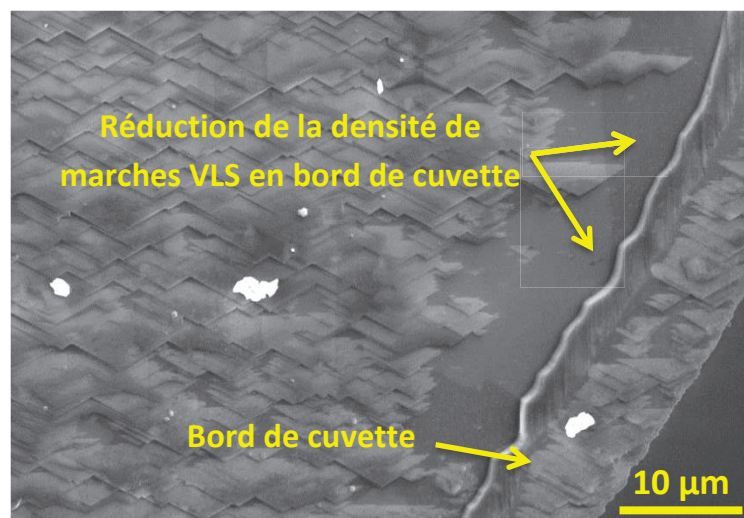 Réduction de la densité de
marches VLS en bord de cuvette
Bord de cuvette
10 µm